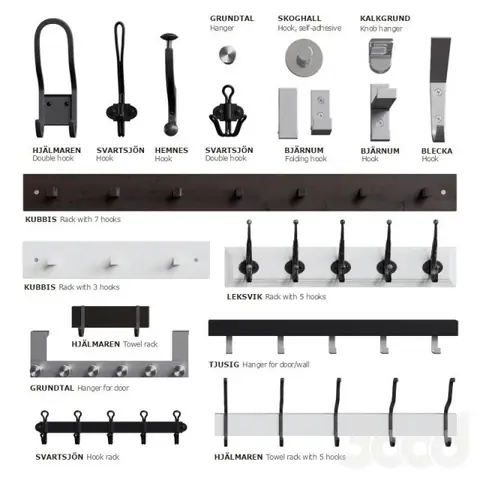 GRUNDTAL
Hanger
SKOGHALL
Hook, self-adhesive
KALKGRUND
Knob hanger
HJÄLMAREN
Double hook
SVARTSJÖN
Hook
HEMNES
Hook
SVARTSJÖN
Double hook
BJÄRNUM
Folding hook
BJÄRNUM
Hook
BLECKA
Hook
KUBBIS Rack with 7 hooks
KUBBIS Rack with 3 hooks
LEKSVIK Rack with 5 hooks
HJÄLMAREN Towel rack
TJUSIG Hanger for door/wall
GRUNDTAL Hanger for door
SVARTSJÖN Hook rack
HJÄLMAREN Towel rack with 5 hooks